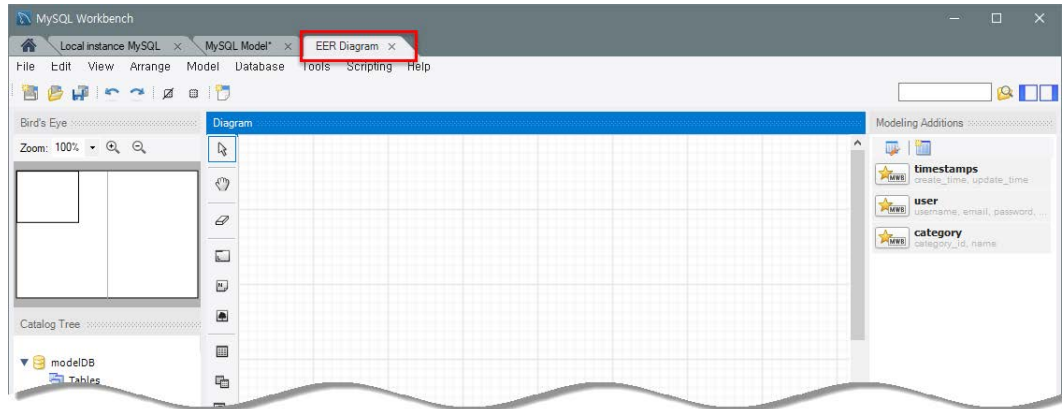 MySQL Workbench
Local instance MySQL
MySQL Model*
EER Diagram
File Edit View Arrange Model Database Tools Scripting Help
Bird's Eye
Diagram
Modeling Additions
Zoom: 100%
timestamps
create_time, update_time
user
username, email, password, ...
category
category_id, name
Catalog Tree
modelDB
Tables